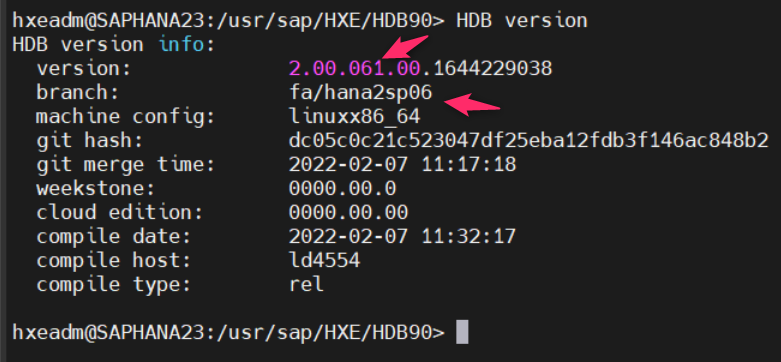 hxeadm@SAPHANA23:/usr/sap/HXE/HDB90> HDB version
HDB version info:
version: 2.00.061.00.1644229038
branch: fa/hana2sp06
machine config: linuxx86_64
git hash: dc05c0c21c523047df25eba12fdb3f146ac848b2
git merge time: 2022-02-07 11:17:18
weekstone: 0000.00.0
cloud edition: 0000.00.00
compile date: 2022-02-07 11:32:17
compile host: ld4554
compile type: rel
hxeadm@SAPHANA23:/usr/sap/HXE/HDB90>